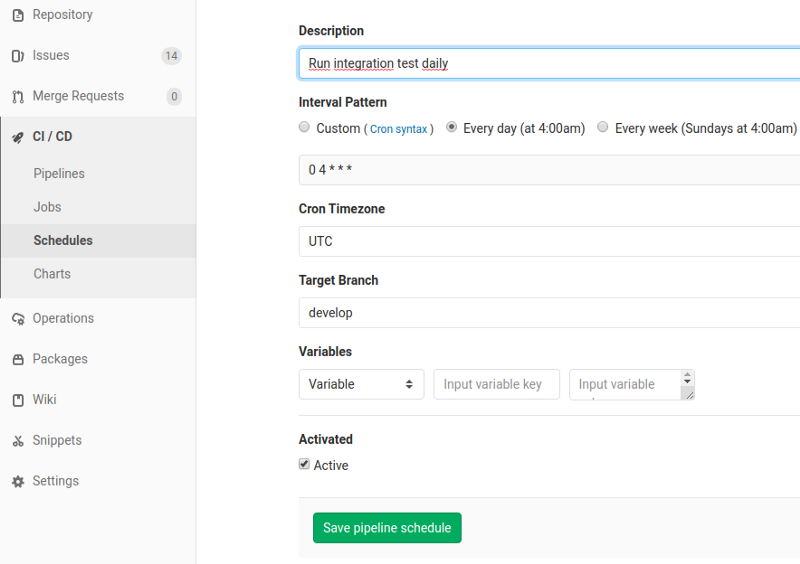 Repository
Issues 14
Merge Requests 0
CI / CD
Pipelines
Jobs
Schedules
Charts
Operations
Packages
Wiki
Snippets
Settings
Description
Run integration test daily
Interval Pattern
Custom ( Cron syntax ) Every day (at 4:00am) Every week (Sundays at 4:00am)
0 4 * * *
Cron Timezone
UTC
Target Branch
develop
Variables
Variable Input variable key Input variable
Activated
Active
Save pipeline schedule